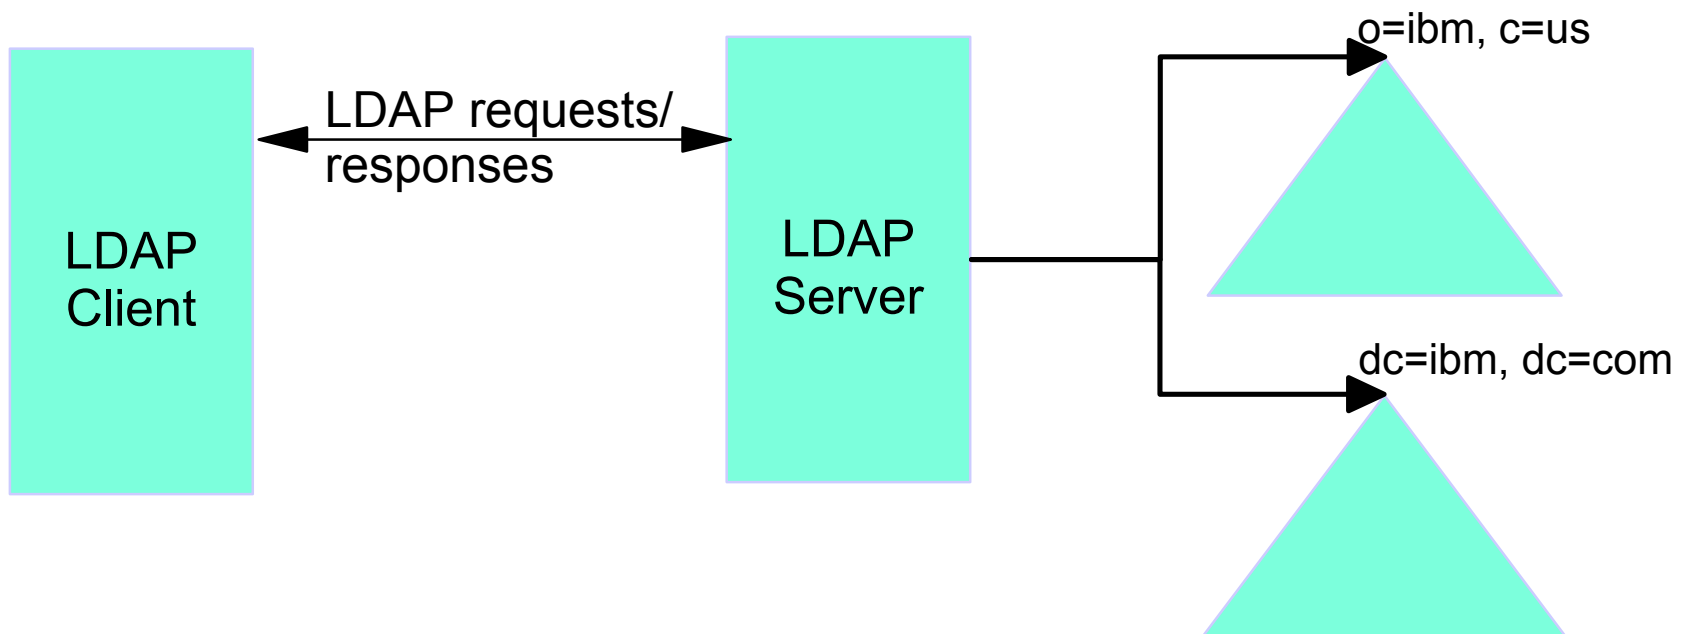 o=ibm, c=us
LDAP requests/
responses
LDAP
Client
LDAP
Server
dc=ibm, dc=com